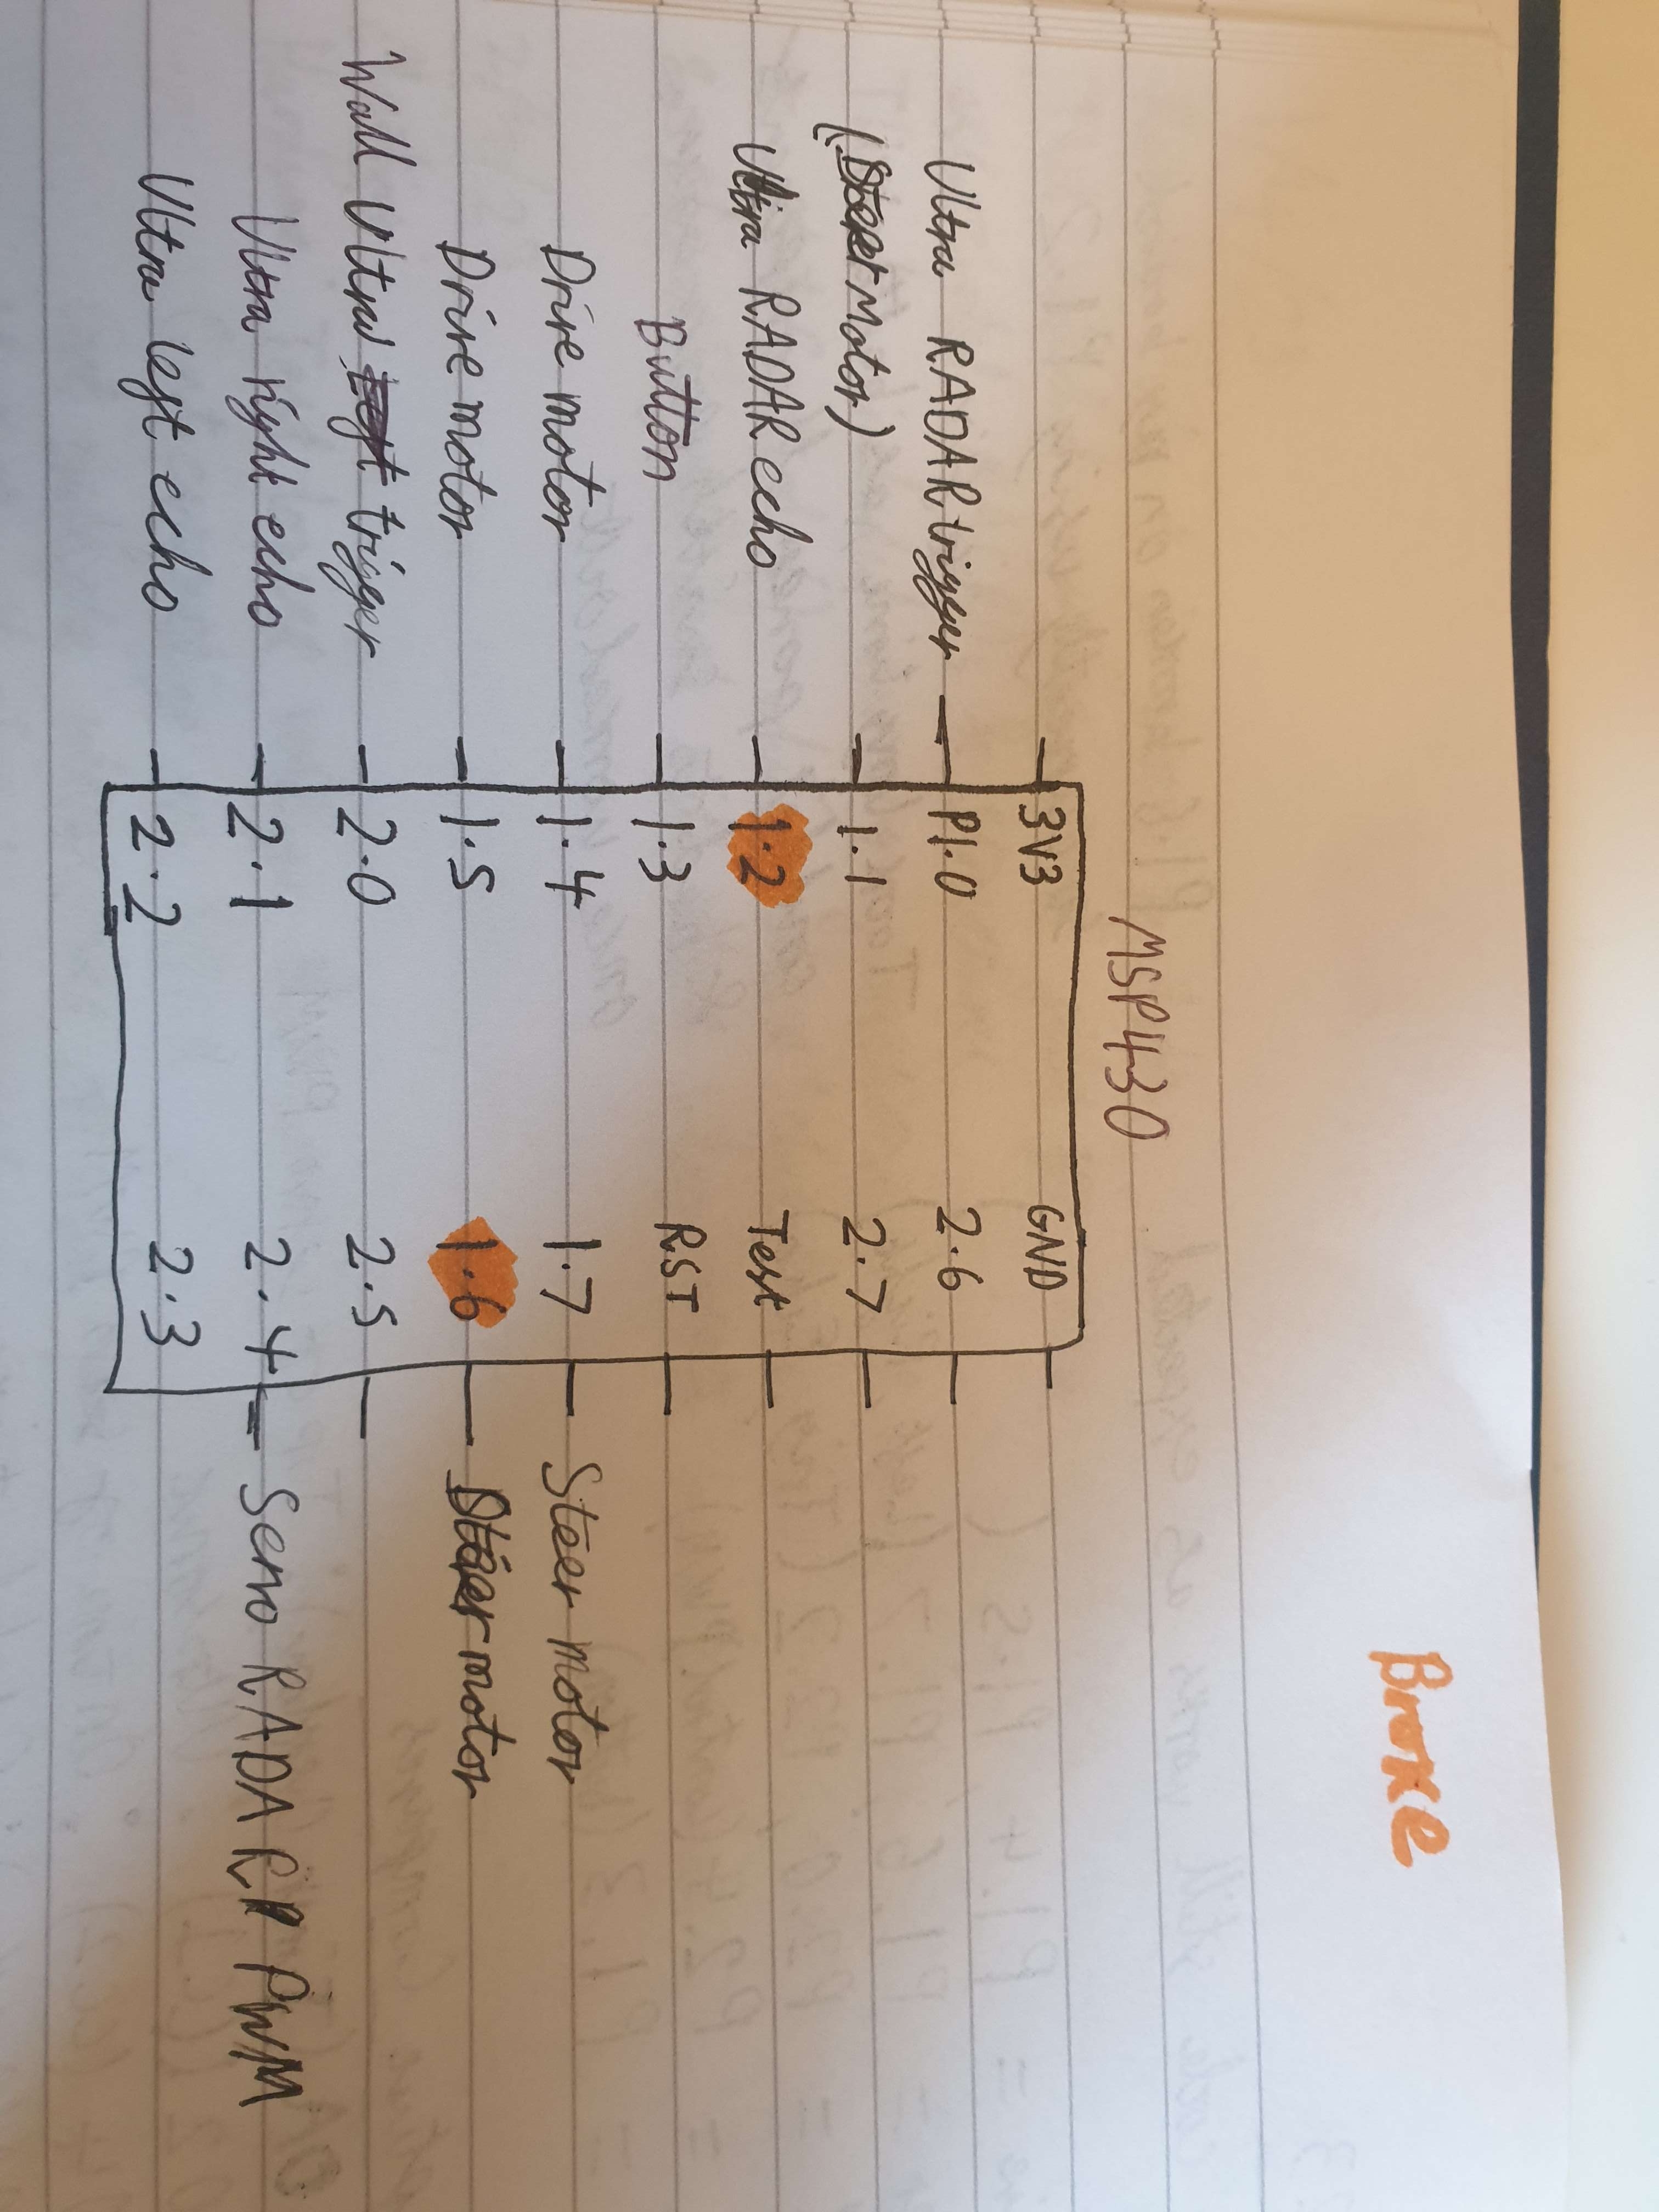 Broxe
MSP430
3V3 GND
Ultra RADAR trigger P1.0 2.6
( Motor) 1.1 2.7
Ultra RADAR echo 1.2 Test
Button 1.3 RST
Drive motor 1.4 1.7 Steer motor
Drive motor 1.5 1.6 motor
Wall Ultra trigger 2.0 2.5
Ultra right echo 2.1 2.4 Servo RADAR PWM
Ultra left echo 2.2 2.3